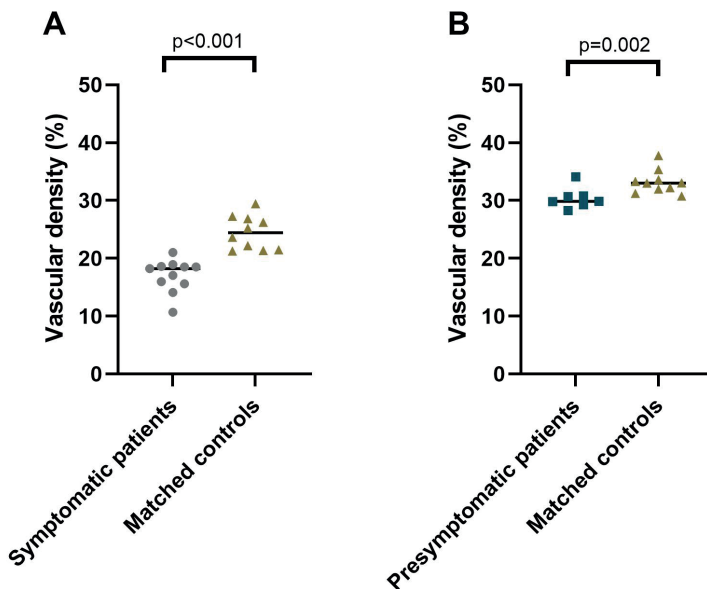 A
p<0.001
Vascular density (%)
50
40
30
20
10
0
Symptomatic patients
Matched controls
B
p=0.002
Vascular density (%)
50
40
30
20
10
0
Presymptomatic patients
Matched controls